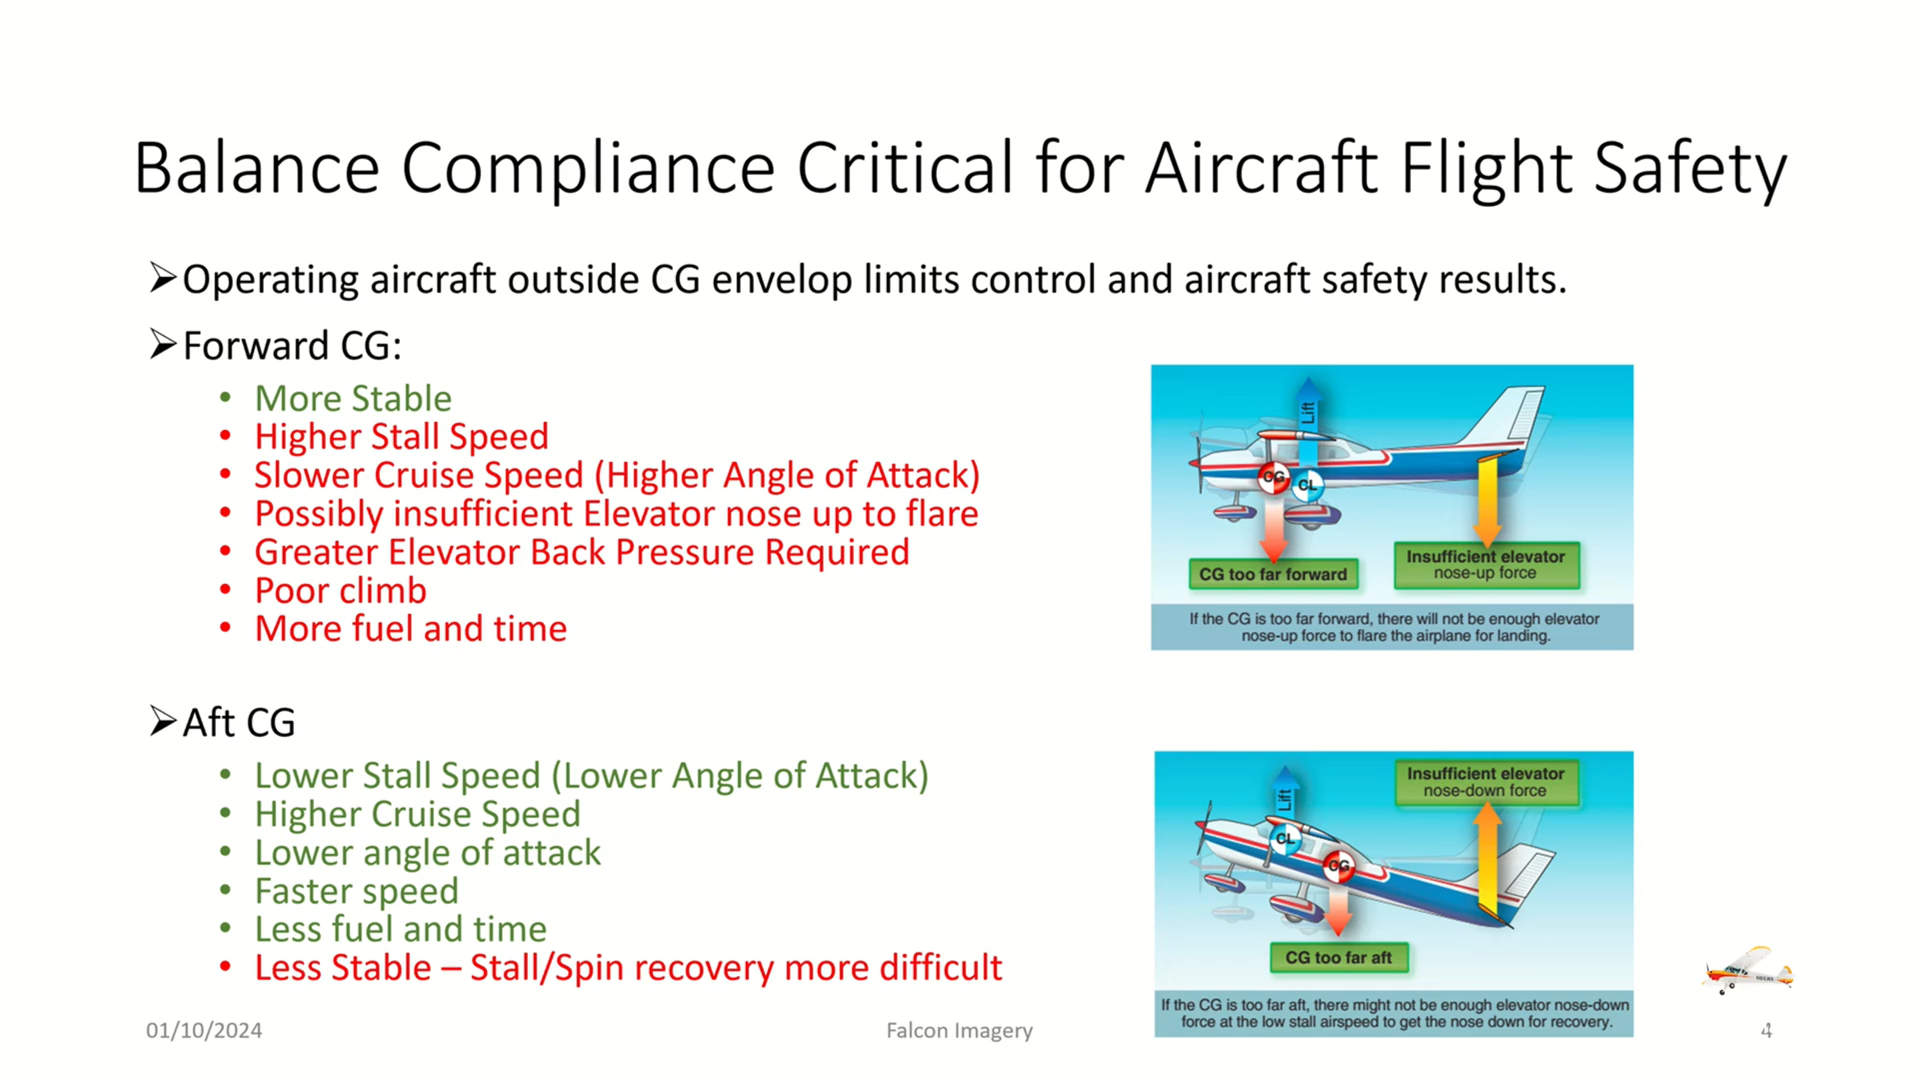 Balance Compliance Critical for Aircraft Flight Safety
Operating aircraft outside CG envelop limits control and aircraft safety results.
Forward CG:
More Stable
Higher Stall Speed
Slower Cruise Speed (Higher Angle of Attack)
Possibly insufficient Elevator nose up to flare
Greater Elevator Back Pressure Required
Poor climb
More fuel and time
Lift
CG
CL
CG too far forward
Insufficient elevator
nose-up force
If the CG is too far forward, there will not be enough elevator
nose-up force to flare the airplane for landing.
Aft CG
Lower Stall Speed (Lower Angle of Attack)
Higher Cruise Speed
Lower angle of attack
Faster speed
Less fuel and time
Less Stable – Stall/Spin recovery more difficult
Insufficient elevator
nose-down force
Lift
CL
CG
CG too far aft
If the CG is too far aft, there might not be enough elevator nose-down
force at the low stall airspeed to get the nose down for recovery.
01/10/2024
Falcon Imagery
4